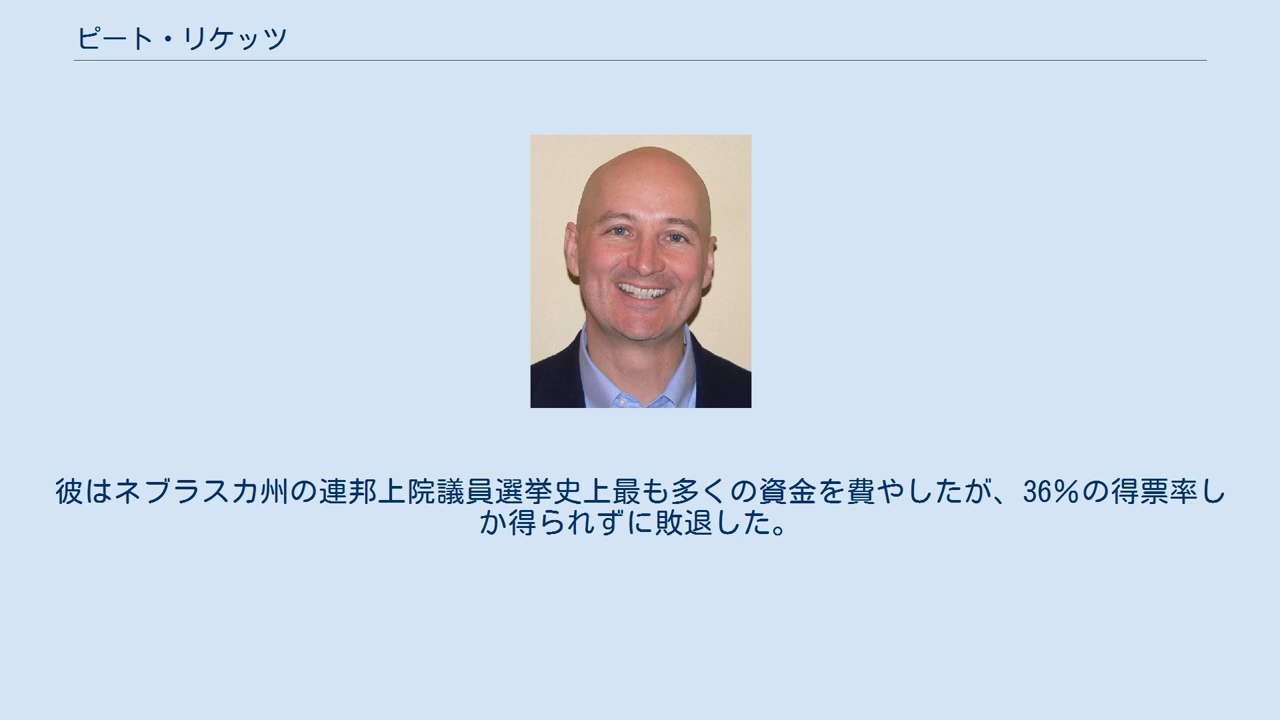 ピート・リケッツ
彼はネブラスカ州の連邦上院議員選挙史上最も多くの資金を費やしたが、36%の得票率し
か得られずに敗退した。